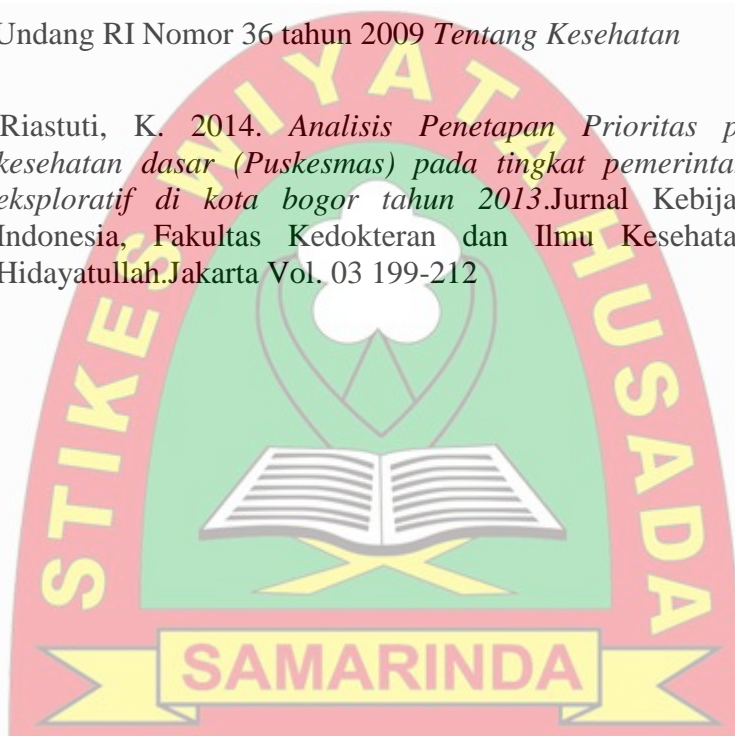 Undang RI Nomor 36 tahun 2009 Tentang Kesehatan
Riastuti, K. 2014. Analisis Penetapan Prioritas p
kesehatan dasar (Puskesmas) pada tingkat pemerinta
eksploratif di kota bogor tahun 2013.Jurnal Kebija
Indonesia, Fakultas Kedokteran dan Ilmu Kesehata
Hidayatullah.Jakarta Vol. 03 199-212
STIKES WIYATA HUSADA
SAMARINDA